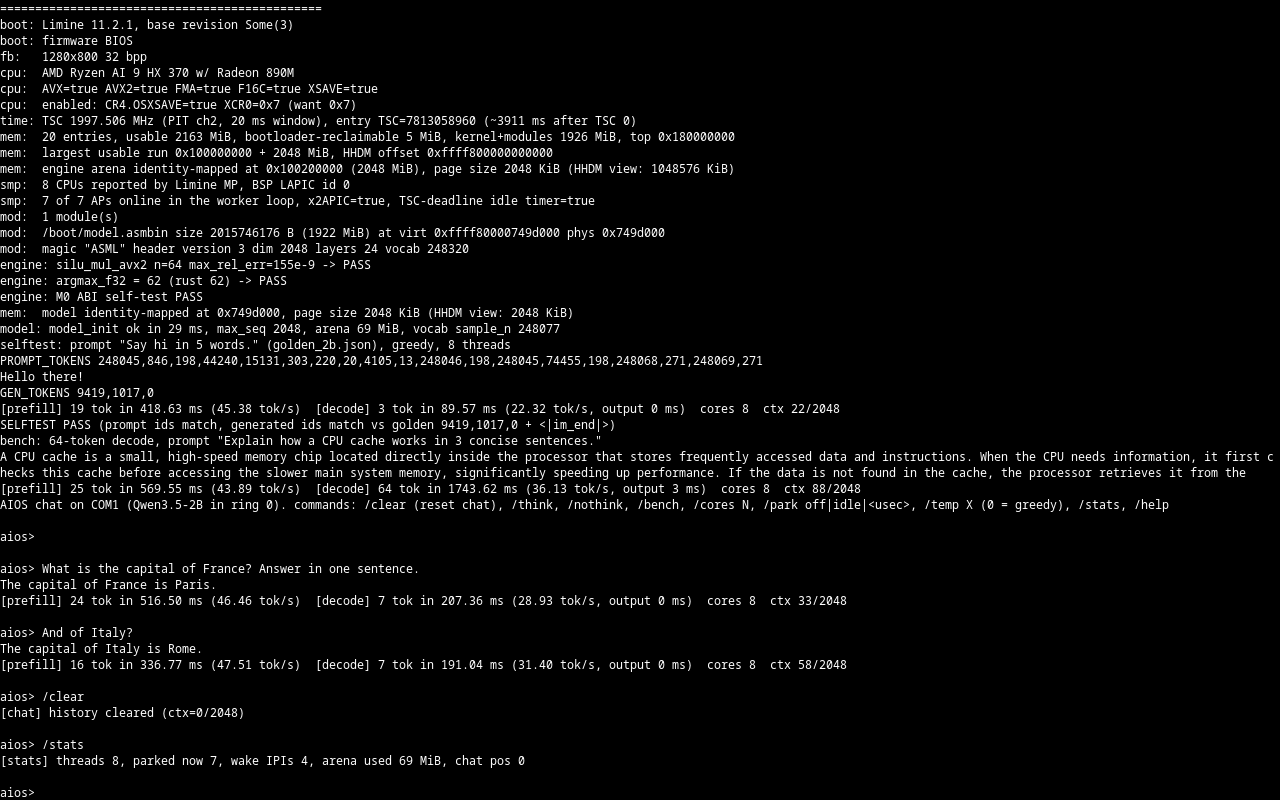 ==============================================
boot: Limine 11.2.1, base revision Some(3)
boot: firmware BIOS
fb:   1280x800 32 bpp
cpu:  AMD Ryzen AI 9 HX 370 w/ Radeon 890M
cpu:  AVX=true AVX2=true FMA=true F16C=true XSAVE=true
cpu:  enabled: CR4.OSXSAVE=true XCR0=0x7 (want 0x7)
time: TSC 1997.506 MHz (PIT ch2, 20 ms window), entry TSC=7813058960 (~3911 ms after TSC 0)
mem:  20 entries, usable 2163 MiB, bootloader-reclaimable 5 MiB, kernel+modules 1926 MiB, top 0x180000000
mem:  largest usable run 0x100000000 + 2048 MiB, HHDM offset 0xffff800000000000
mem:  engine arena identity-mapped at 0x100200000 (2048 MiB), page size 2048 KiB (HHDM view: 1048576 KiB)
smp:  8 CPUs reported by Limine MP, BSP LAPIC id 0
smp:  7 of 7 APs online in the worker loop, x2APIC=true, TSC-deadline idle timer=true
mod:  1 module(s)
mod:  /boot/model.asmbin size 2015746176 B (1922 MiB) at virt 0xffff80000749d000 phys 0x749d000
mod:  magic "ASML" header version 3 dim 2048 layers 24 vocab 248320
engine: silu_mul_avx2 n=64 max_rel_err=155e-9 -> PASS
engine: argmax_f32 = 62 (rust 62) -> PASS
engine: M0 ABI self-test PASS
mem:  model identity-mapped at 0x749d000, page size 2048 KiB (HHDM view: 2048 KiB)
model: model_init ok in 29 ms, max_seq 2048, arena 69 MiB, vocab sample_n 248077
selftest: prompt "Say hi in 5 words." (golden_2b.json), greedy, 8 threads
PROMPT_TOKENS 248045,846,198,44240,15131,303,220,20,4105,13,248046,198,248045,74455,198,248068,271,248069,271
Hello there!
GEN_TOKENS 9419,1017,0
[prefill] 19 tok in 418.63 ms (45.38 tok/s)  [decode] 3 tok in 89.57 ms (22.32 tok/s, output 0 ms)  cores 8  ctx 22/2048
SELFTEST PASS (prompt ids match, generated ids match vs golden 9419,1017,0 + <|im_end|>)
bench: 64-token decode, prompt "Explain how a CPU cache works in 3 concise sentences."
A CPU cache is a small, high-speed memory chip located directly inside the processor that stores frequently accessed data and instructions. When the CPU needs information, it first c
hecks this cache before accessing the slower main system memory, significantly speeding up performance. If the data is not found in the cache, the processor retrieves it from the
[prefill] 25 tok in 569.55 ms (43.89 tok/s)  [decode] 64 tok in 1743.62 ms (36.13 tok/s, output 3 ms)  cores 8  ctx 88/2048
AIOS chat on COM1 (Qwen3.5-2B in ring 0). commands: /clear (reset chat), /think, /nothink, /bench, /cores N, /park off|idle|<usec>, /temp X (0 = greedy), /stats, /help
aios>
aios> What is the capital of France? Answer in one sentence.
The capital of France is Paris.
[prefill] 24 tok in 516.50 ms (46.46 tok/s)  [decode] 7 tok in 207.36 ms (28.93 tok/s, output 0 ms)  cores 8  ctx 33/2048
aios> And of Italy?
The capital of Italy is Rome.
[prefill] 16 tok in 336.77 ms (47.51 tok/s)  [decode] 7 tok in 191.04 ms (31.40 tok/s, output 0 ms)  cores 8  ctx 58/2048
aios> /clear
[chat] history cleared (ctx=0/2048)
aios> /stats
[stats] threads 8, parked now 7, wake IPIs 4, arena used 69 MiB, chat pos 0
aios>